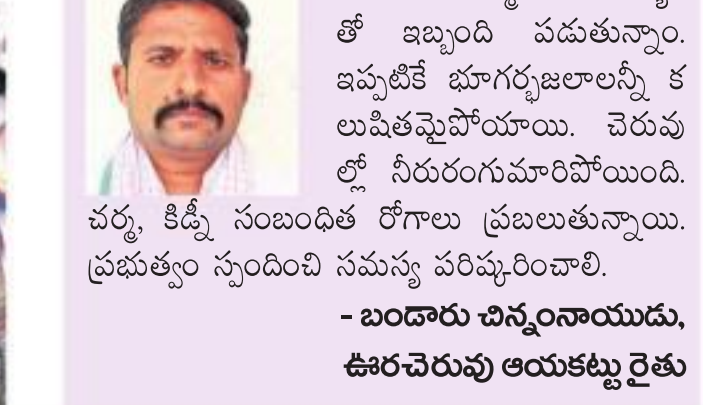 తో ఇబ్బంది పడుతున్నాం.
ఇప్పటికే భూగర్భజలాలన్నీ క
లుషితమైపోయాయి. చెరువు
ల్లో నీరురంగుమారిపోయింది.
చర్మ, కిడ్నీ సంబంధిత రోగాలు ప్రబలుతున్నాయి.
ప్రభుత్వం స్పందించి సమస్య పరిష్కరించాలి.
- బండారు చిన్నంనాయుడు,
ఊరచెరువు ఆయకట్టు రైతు